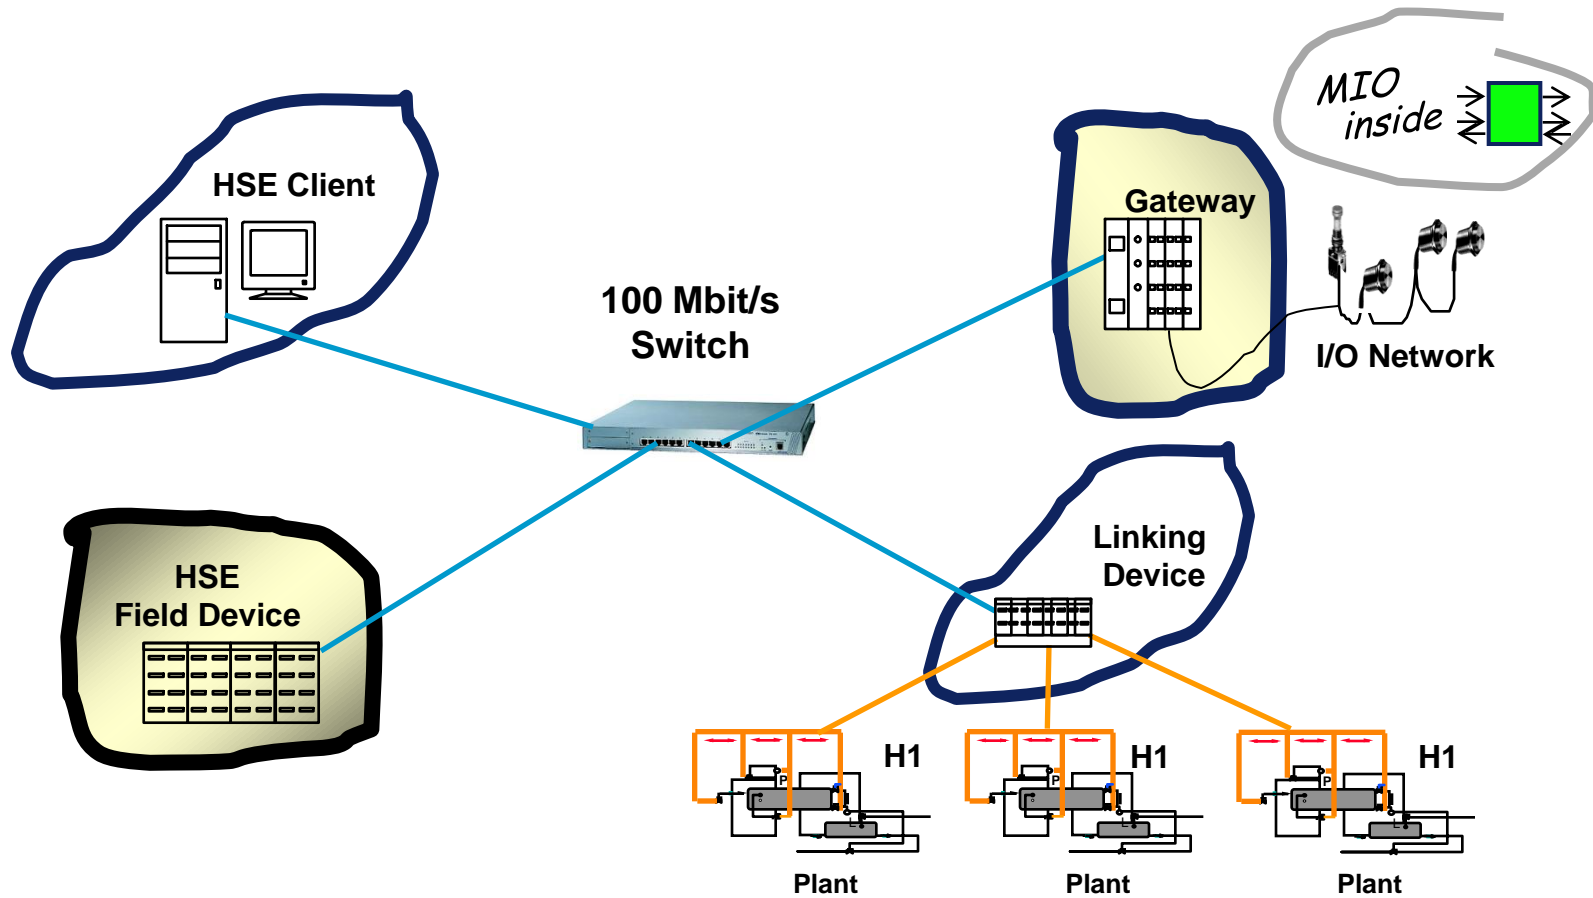 MIO
inside
HSE Client
Gateway
100 Mbit/s
Switch
I/O Network
Linking
Device
HSE
Field Device
H1
H1
H1
P
P
P
Plant
Plant
Plant